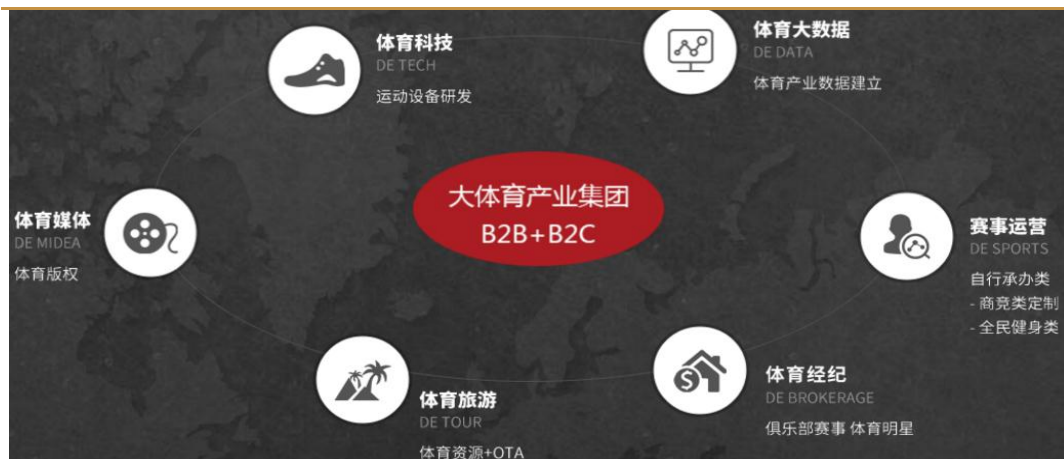 体育科技
DE TECH
运动设备研发
体育大数据
DE DATA
体育产业数据建立
大体育产业集团
B2B+B2C
体育媒体
DE MIDEA
体育版权
赛事运营
DE SPORTS
自行承办类
- 商竞类定制
- 全民健身类
体育旅游
DE TOUR
体育资源+OTA
体育经纪
DE BROKERAGE
俱乐部赛事 体育明星